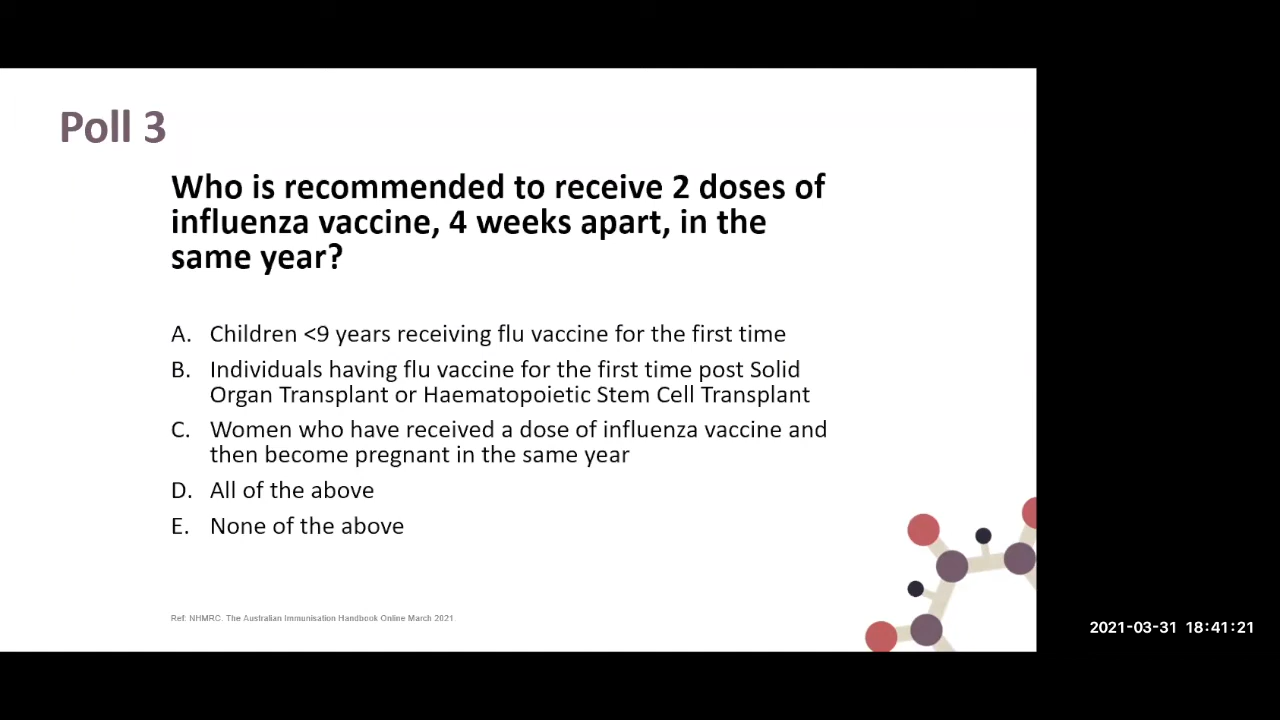 Poll 3
Who is recommended to receive 2 doses of
influenza vaccine, 4 weeks apart, in the
same year?
A. Children <9 years receiving flu vaccine for the first time
B. Individuals having flu vaccine for the first time post Solid
Organ Transplant or Haematopoietic Stem Cell Transplant
C. Women who have received a dose of influenza vaccine and
then become pregnant in the same year
D. All of the above
E. None of the above
Ref: NHMRC. The Australian Immunisation Handbook Online March 2021.
2021-03-31 18:41:21